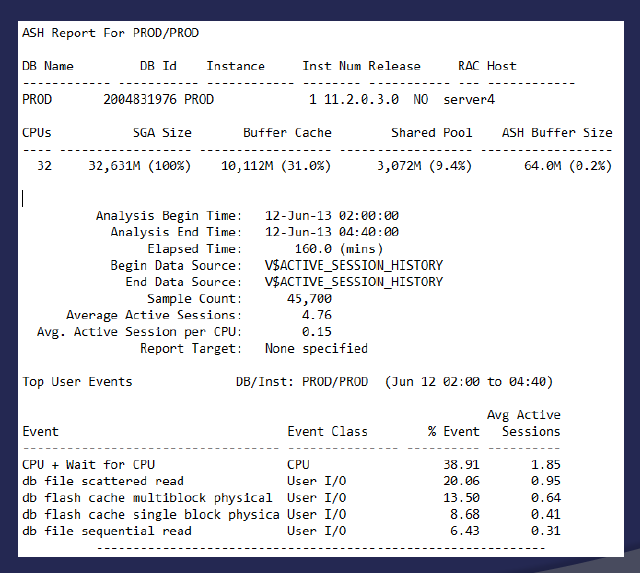 ASH Report For PROD/PROD
DB Name         DB Id    Instance     Inst Num Release     RAC Host
------------ ----------- ------------ -------- ----------- --- ------------
PROD       2004831976 PROD             1 11.2.0.3.0  NO  server4
CPUs           SGA Size       Buffer Cache        Shared Pool    ASH Buffer Size
---- ------------------ ------------------ ------------------ ------------------
32     32,631M (100%)    10,112M (31.0%)      3,072M (9.4%)       64.0M (0.2%)
Analysis Begin Time:   12-Jun-13 02:00:00
Analysis End Time:   12-Jun-13 04:40:00
Elapsed Time:       160.0 (mins)
Begin Data Source:   V$ACTIVE_SESSION_HISTORY
End Data Source:   V$ACTIVE_SESSION_HISTORY
Sample Count:      45,700
Average Active Sessions:        4.76
Avg. Active Session per CPU:        0.15
Report Target:   None specified
Top User Events              DB/Inst: PROD/PROD  (Jun 12 02:00 to 04:40)
Avg Active
Event                               Event Class        % Event   Sessions
----------------------------------- --------------- ---------- ----------
CPU + Wait for CPU                  CPU                  38.91       1.85
db file scattered read              User I/O             20.06       0.95
db flash cache multiblock physical  User I/O             13.50       0.64
db flash cache single block physica User I/O              8.68       0.41
db file sequential read             User I/O              6.43       0.31
-------------------------------------------------------------